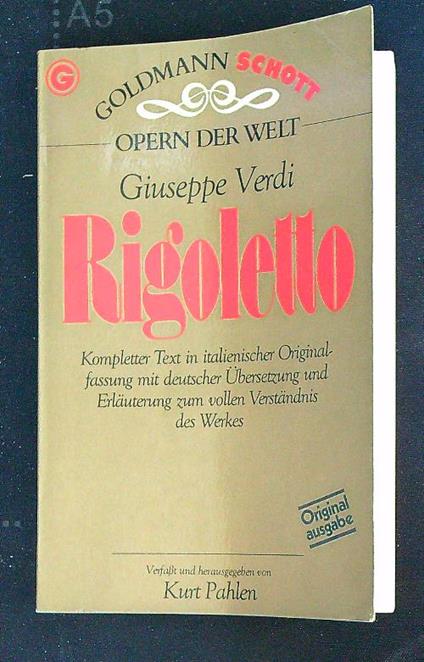 A5
G
GOLDMANN SCHOTT
OPERN DER WELT
Giuseppe Verdi
Rigoletto
Kompletter Text in italienischer Original-
fassung mit deutscher Übersetzung und
Erläuterung zum vollen Verständnis
des Werkes
Original
ausgabe
Verfaßt und herausgegeben von
Kurt Pahlen